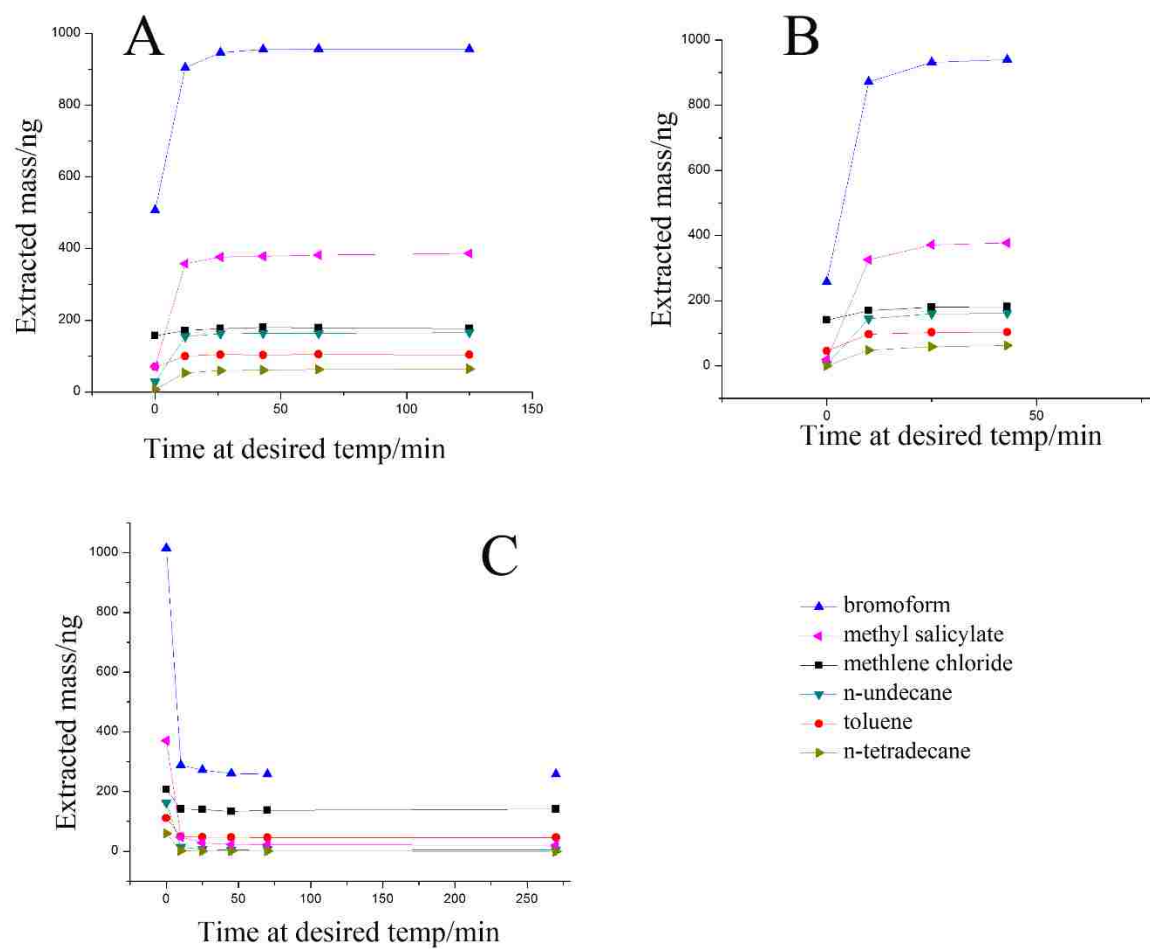 A
1000
800
600
400
200
0
Extracted mass/ng
0 50 100 150
Time at desired temp/min
B
1000
800
600
400
200
0
Extracted mass/ng
0 50
Time at desired temp/min
C
1000
800
600
400
200
0
Extracted mass/ng
0 50 100 150 200 250
Time at desired temp/min
bromoform
methyl salicylate
methlene chloride
n-undecane
toluene
n-tetradecane